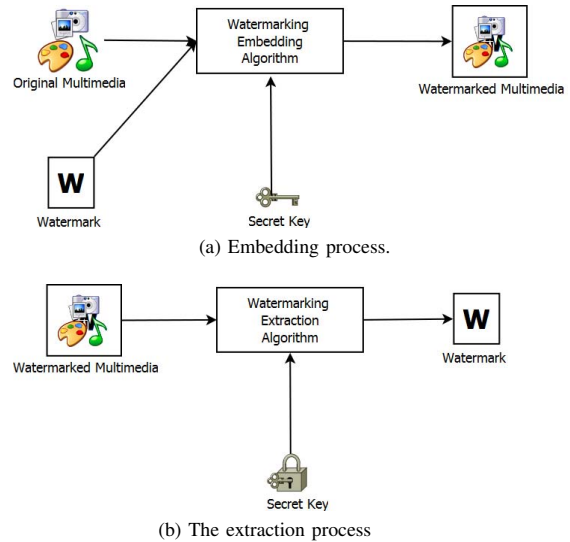 Watermarking
Embedding
Algorithm
Original Multimedia
Watermarked Multimedia
W
Watermark
Secret Key
(a) Embedding process.
Watermarking
Extraction
Algorithm
W
Watermarked Multimedia
Watermark
Secret Key
(b) The extraction process